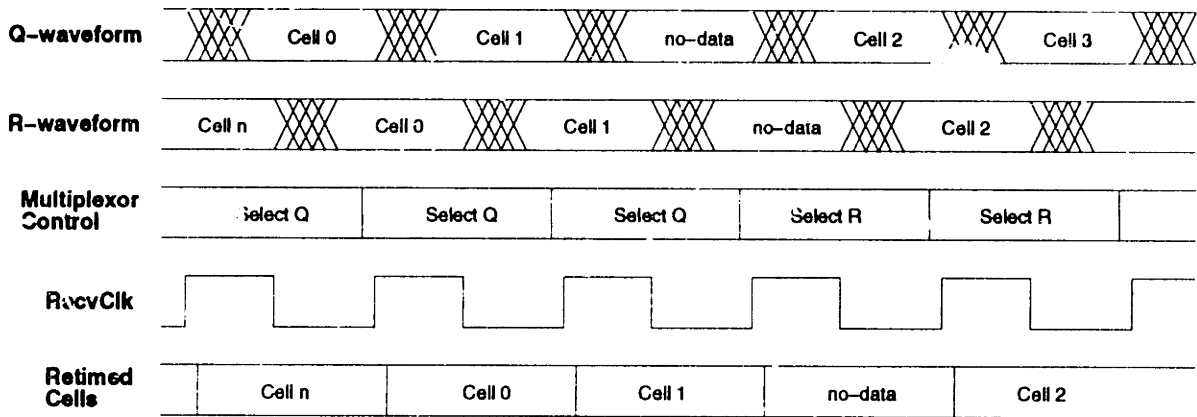 Q-waveform Cell 0 Cell 1 no-data Cell 2 Cell 3
R-waveform Cell n Cell 0 Cell 1 no-data Cell 2
Multiplexor
Control Select Q Select Q Select Q Select R Select R
RecvClk
Retimed
Cells Cell n Cell 0 Cell 1 no-data Cell 2